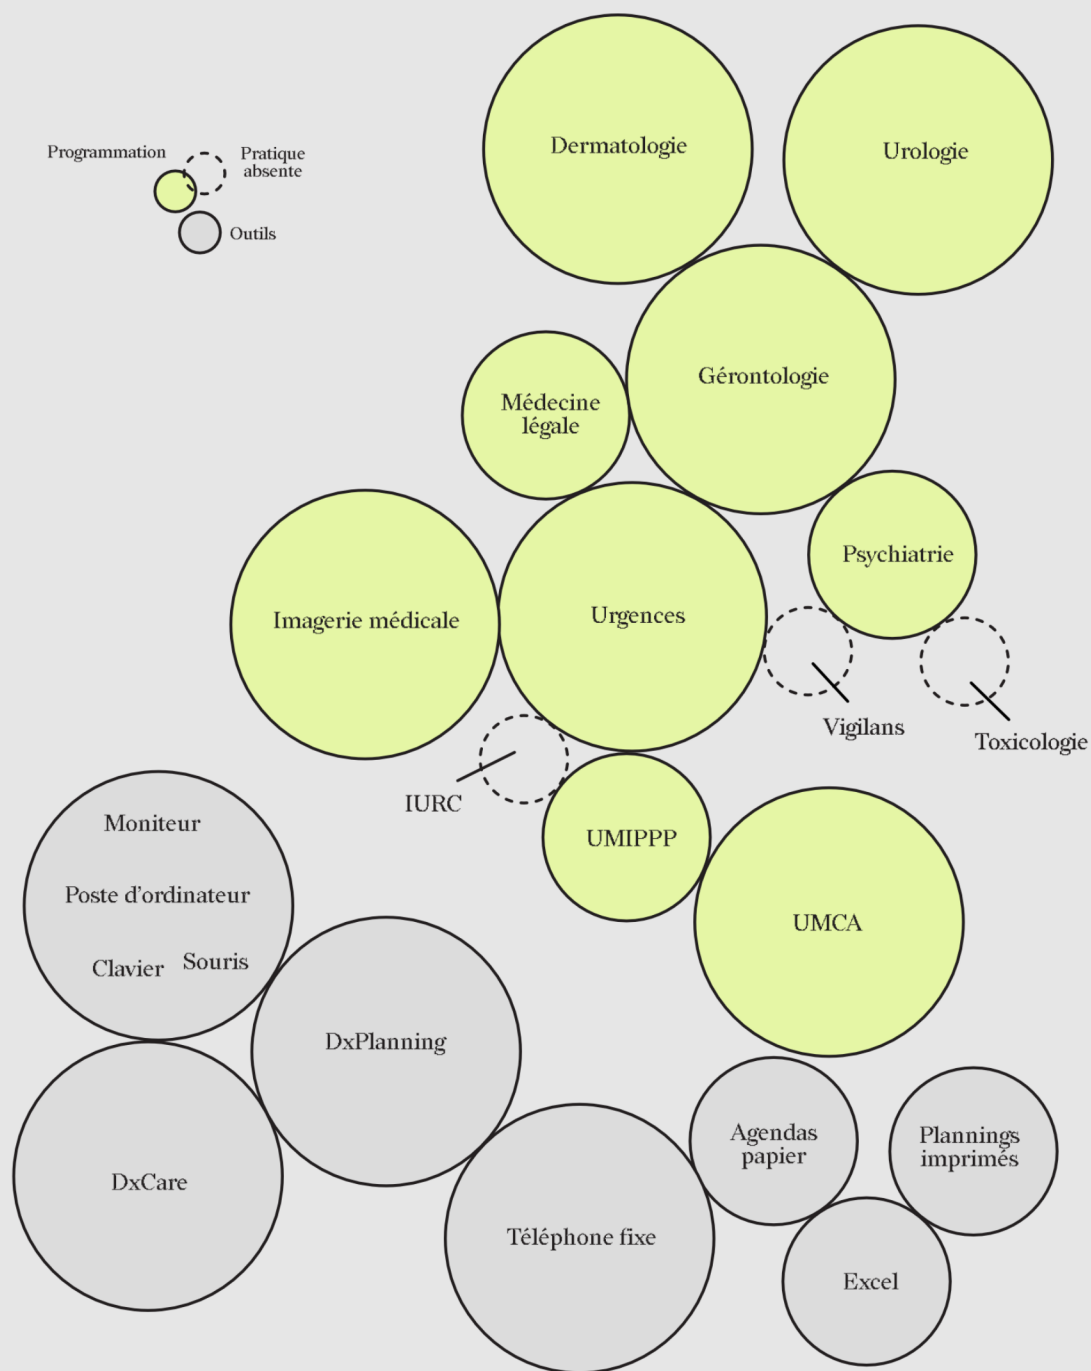 Programmation
Pratique
absente
Outils
Dermatologie
Urologie
Gérontologie
Médecine
légale
Psychiatrie
Imagerie médicale
Urgences
Vigilans
Toxicologie
IURC
UMIPPP
UMCA
Moniteur
Poste d'ordinateur
Clavier
Souris
DxPlanning
DxCare
Téléphone fixe
Agendas
papier
Plannings
imprimés
Excel